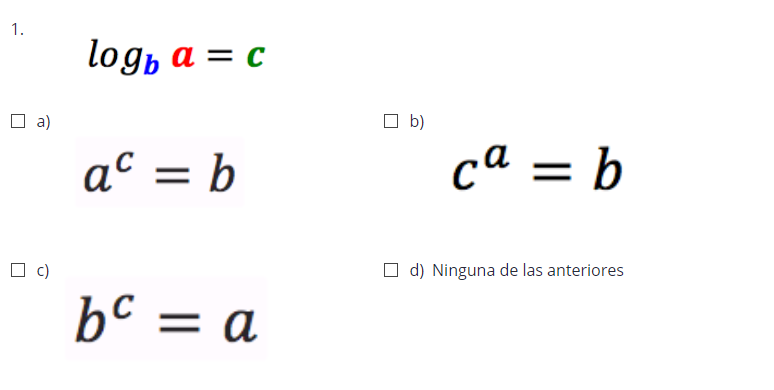 1.
log_b a = c
a)
a^c = b
b)
c^a = b
c)
b^c = a
d) Ninguna de las anteriores